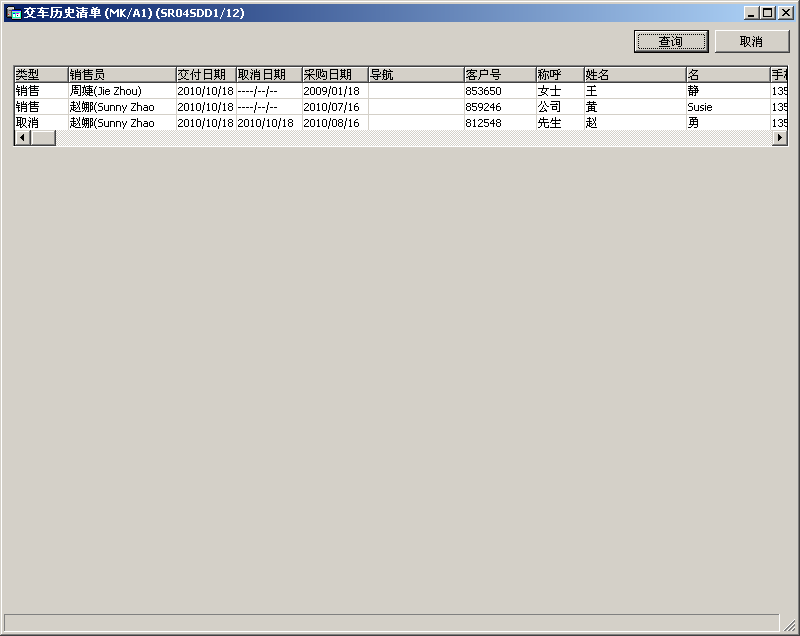 交车历史清单 (MK/A1) (SR04SDD1/12)
查询 取消
类型 销售员 交付日期 取消日期 采购日期 导航 客户号 称呼 姓名 名
销售 周婕(Jie Zhou) 2010/10/18 ----/--/-- 2009/01/18 853650 女士 王 静 135
销售 赵娜(Sunny Zhao 2010/10/18 ----/--/-- 2010/07/16 859246 公司 黄 Susie 135
取消 赵娜(Sunny Zhao 2010/10/18 2010/10/18 2010/08/16 812548 先生 赵 勇 135